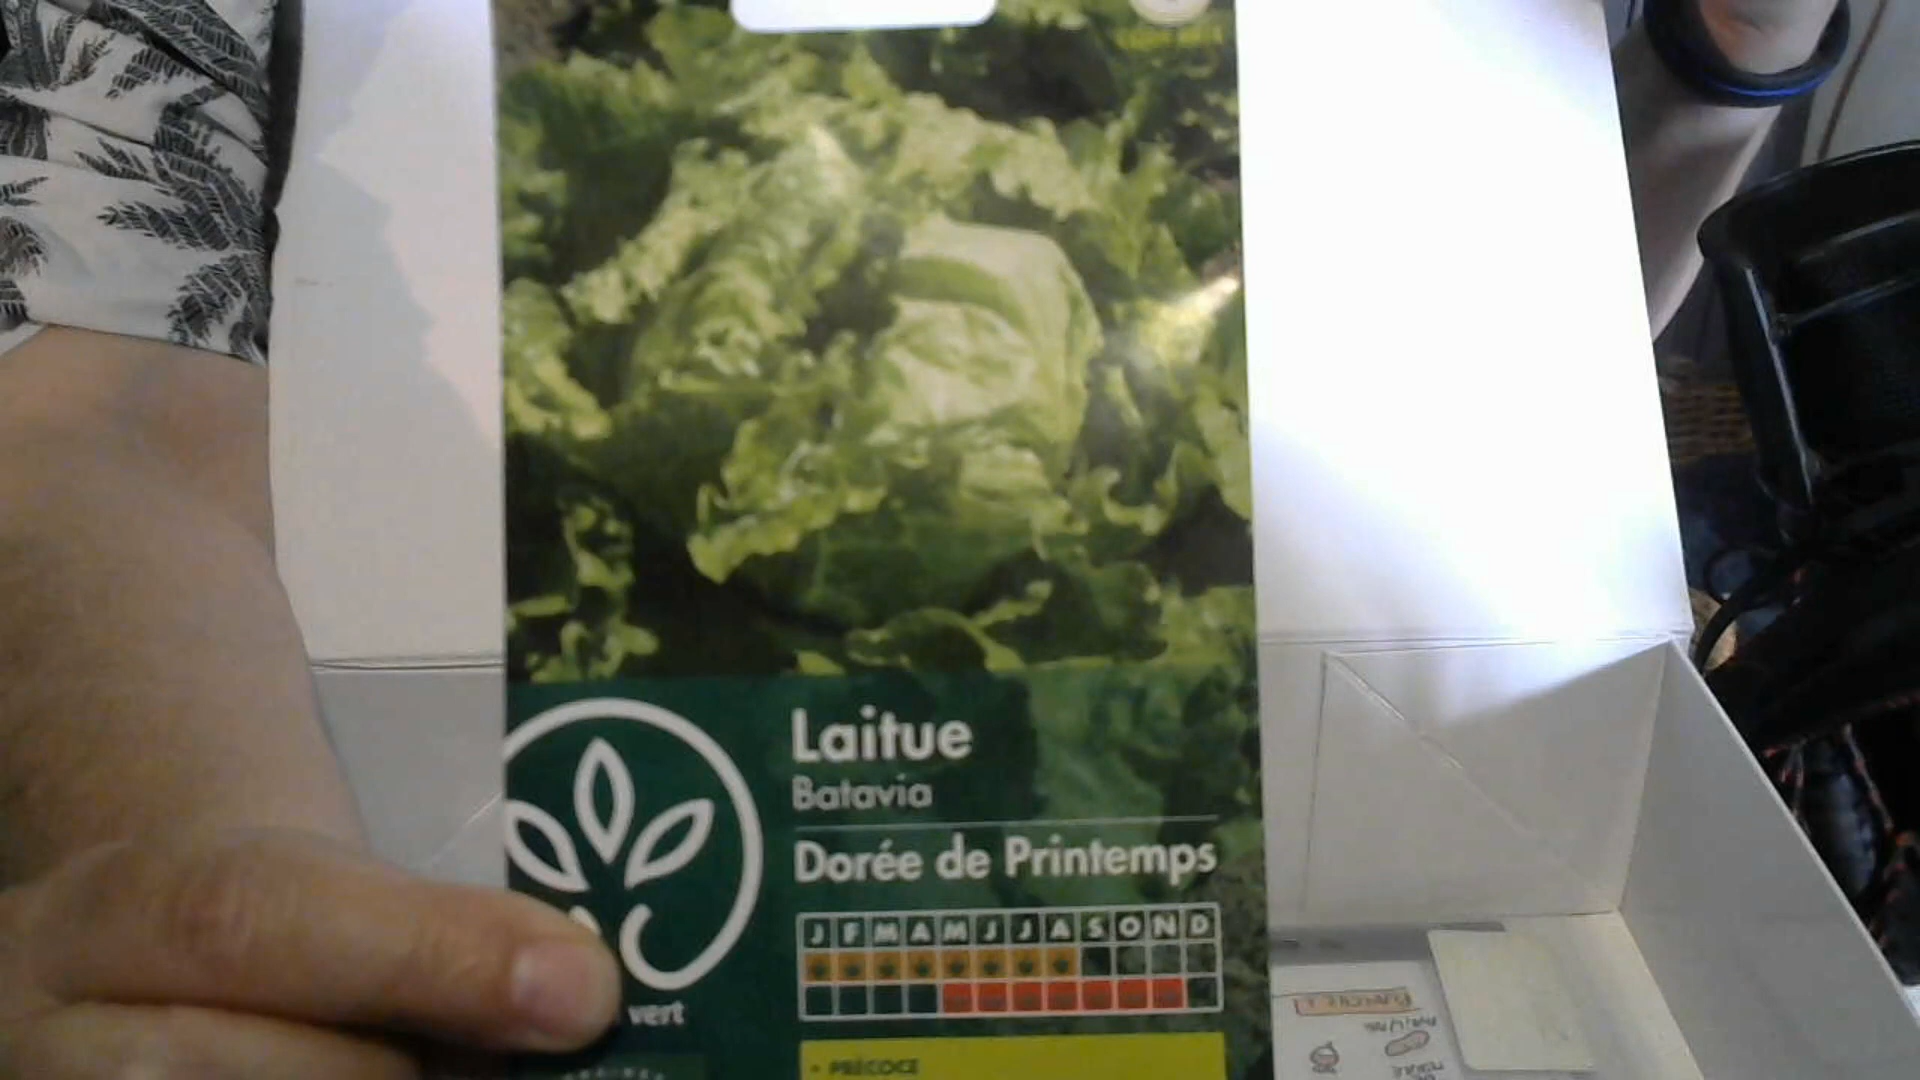 Laitue
Batavia
Dorée de Printemps
J F M A M J J A S O N D
vert
• PRÉCOCE